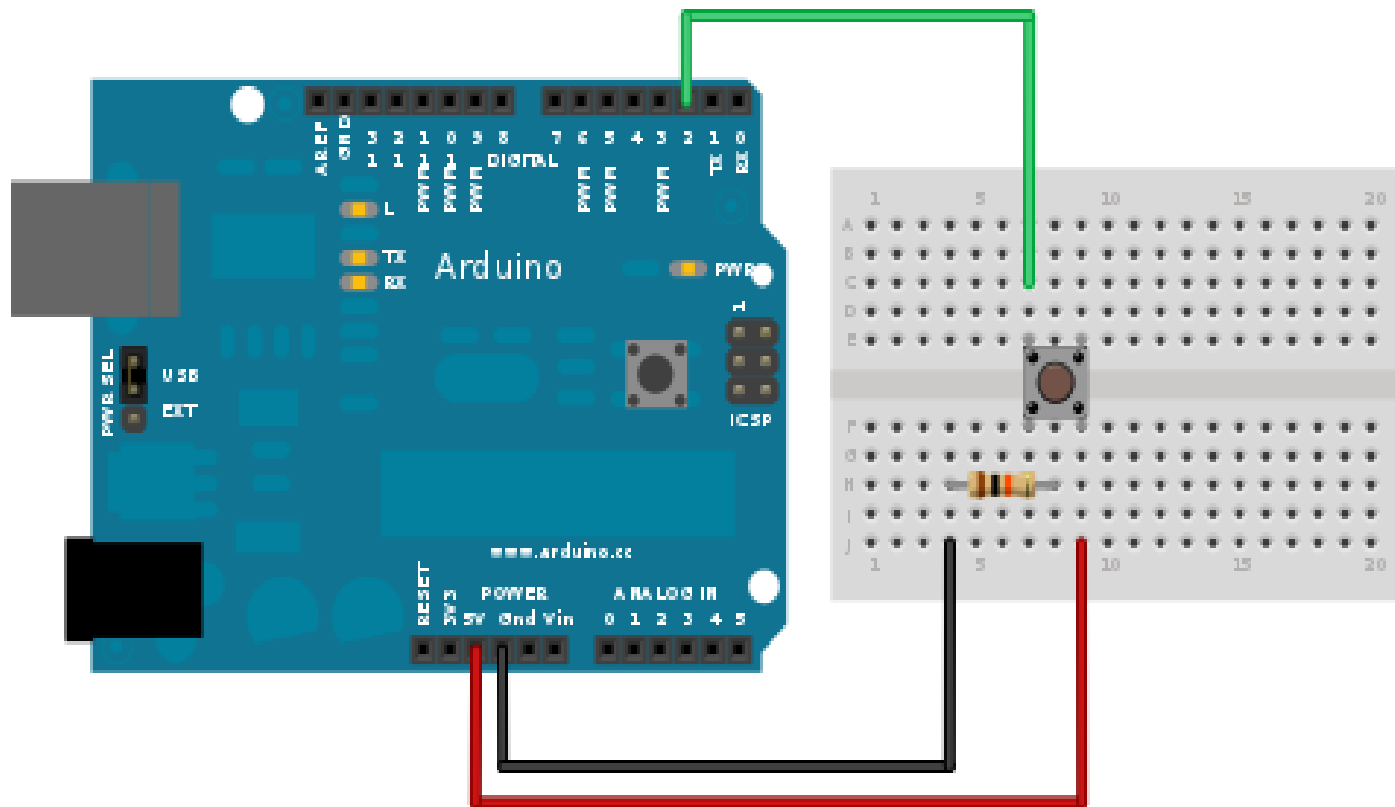 AREF GND 13 12 11 10 9 8 7 6 5 4 3 2 1 0
PWM PWM PWM DIGITAL PWM PWM PWM TX RX
L
TX
RX
Arduino
PWR
1
PWR SEL
USB
EXT
ICSP
www.arduino.cc
POWER ANALOG IN
RESET 3V3 5V Gnd Vin 0 1 2 3 4 5
1 5 10 15 20
A
B
C
D
E
F
G
H
I
J
1 5 10 15 20